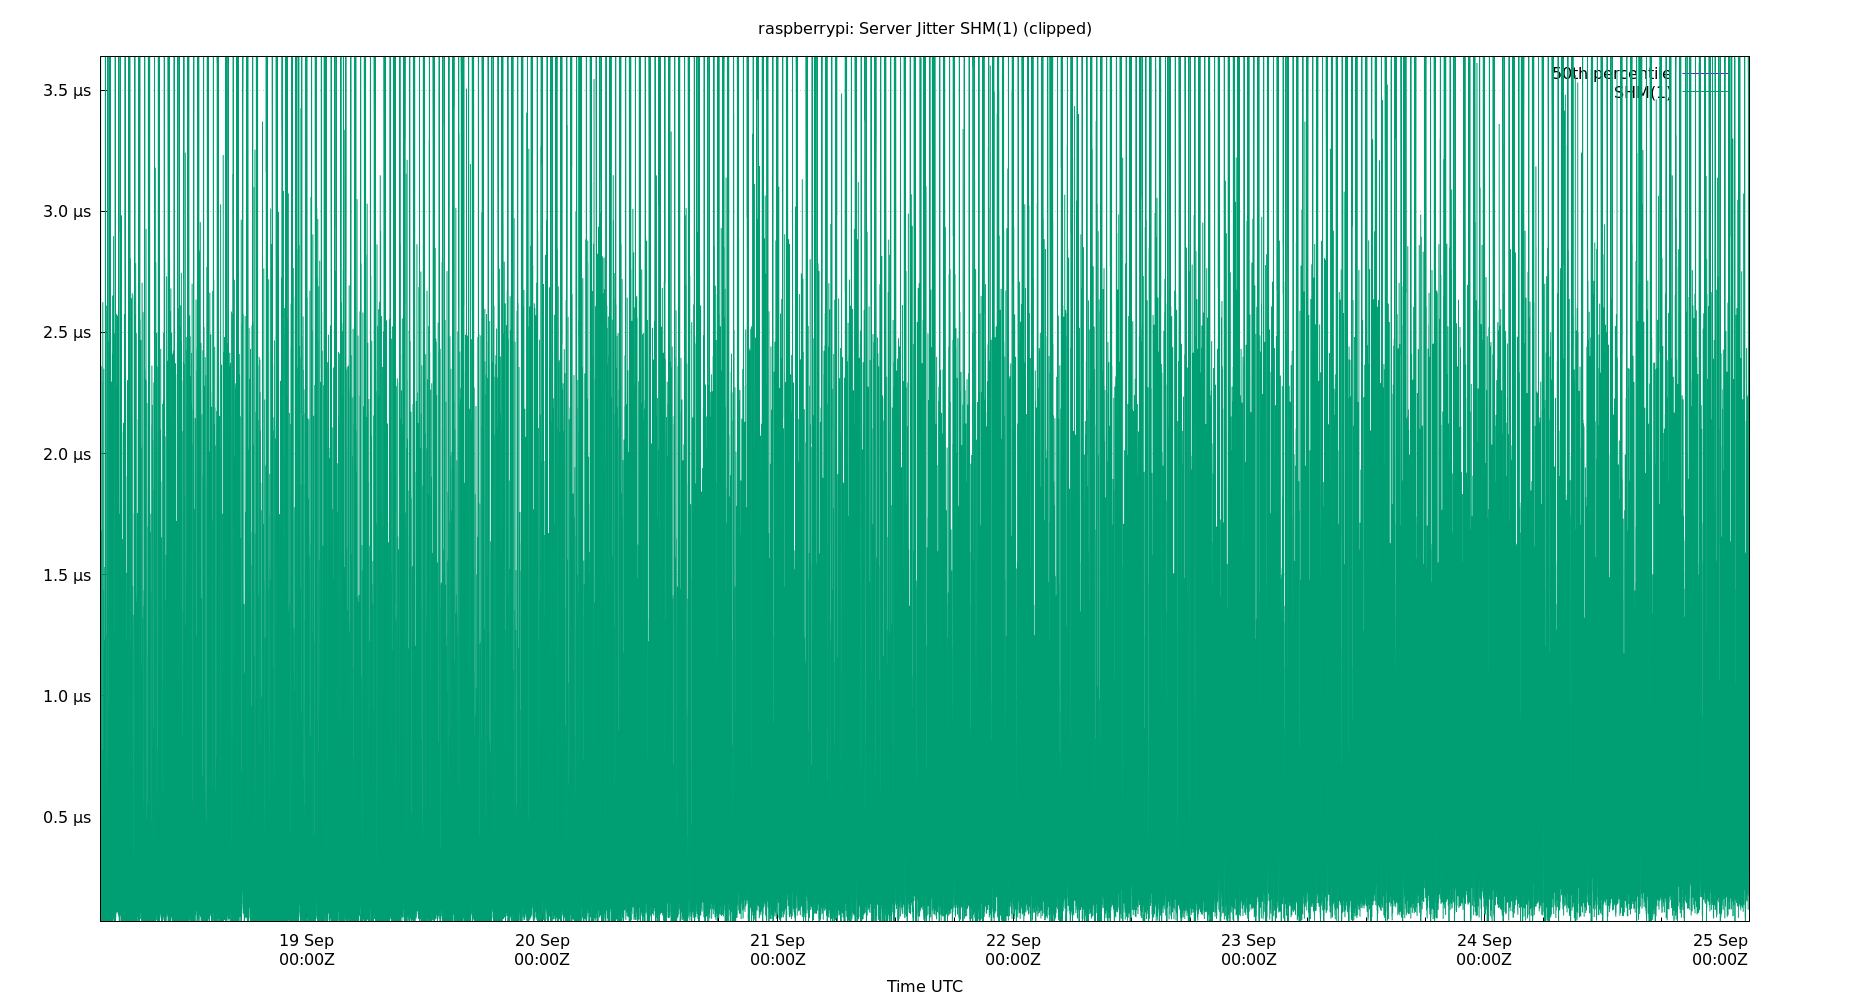 raspberrypi: Server Jitter SHM(1) (clipped)
50th percentile
SHM(1)
3.5 µs
3.0 µs
2.5 µs
2.0 µs
1.5 µs
1.0 µs
0.5 µs
19 Sep 20 Sep 21 Sep 22 Sep 23 Sep 24 Sep 25 Sep
00:00Z 00:00Z 00:00Z 00:00Z 00:00Z 00:00Z 00:00Z
Time UTC